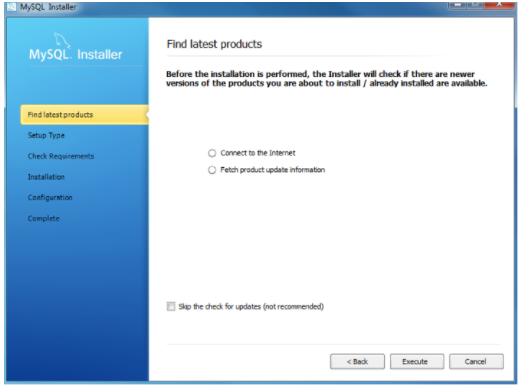 MySQL Installer
MySQL. Installer
Find latest products
Before the installation is performed, the Installer will check if there are newer
versions of the products you are about to install / already installed are available.
Find latest products
Setup Type
Check Requirements
Installation
Configuration
Complete
Connect to the Internet
Fetch product update information
Skip the check for updates (not recommended)
< Back
Execute
Cancel